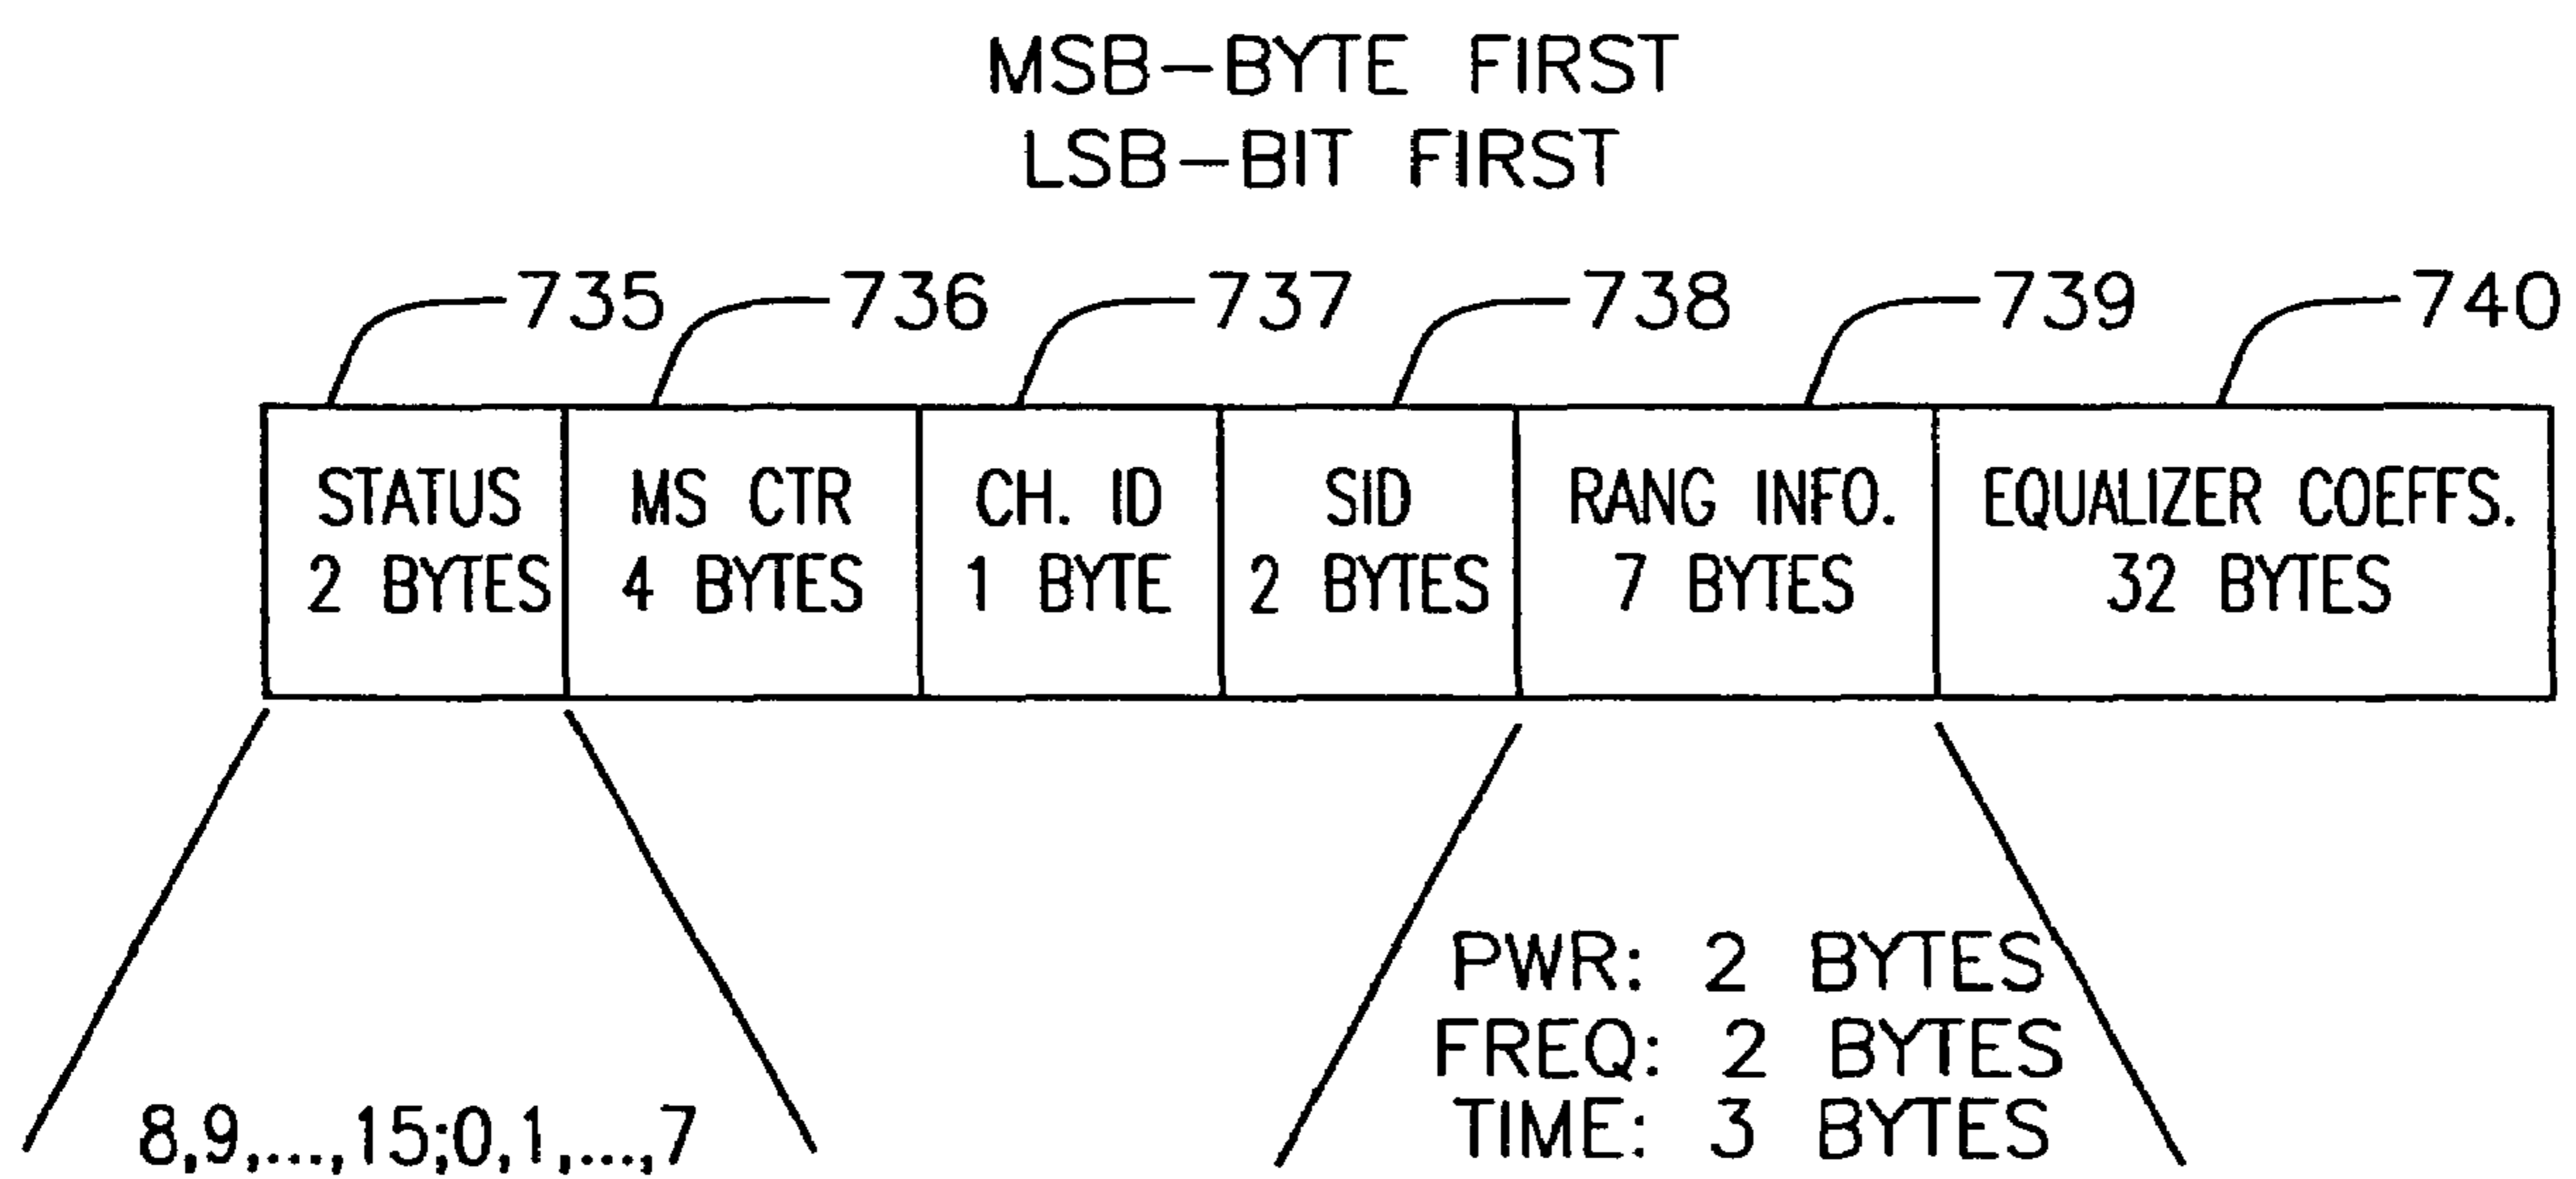 MSB-BYTE FIRST
LSB-BIT FIRST
735 736 737 738 739 740
STATUS MS CTR CH. ID SID RANG INFO. EQUALIZER COEFFS.
2 BYTES 4 BYTES 1 BYTE 2 BYTES 7 BYTES 32 BYTES
PWR: 2 BYTES
FREQ: 2 BYTES
8,9,...,15;0,1,...,7 TIME: 3 BYTES